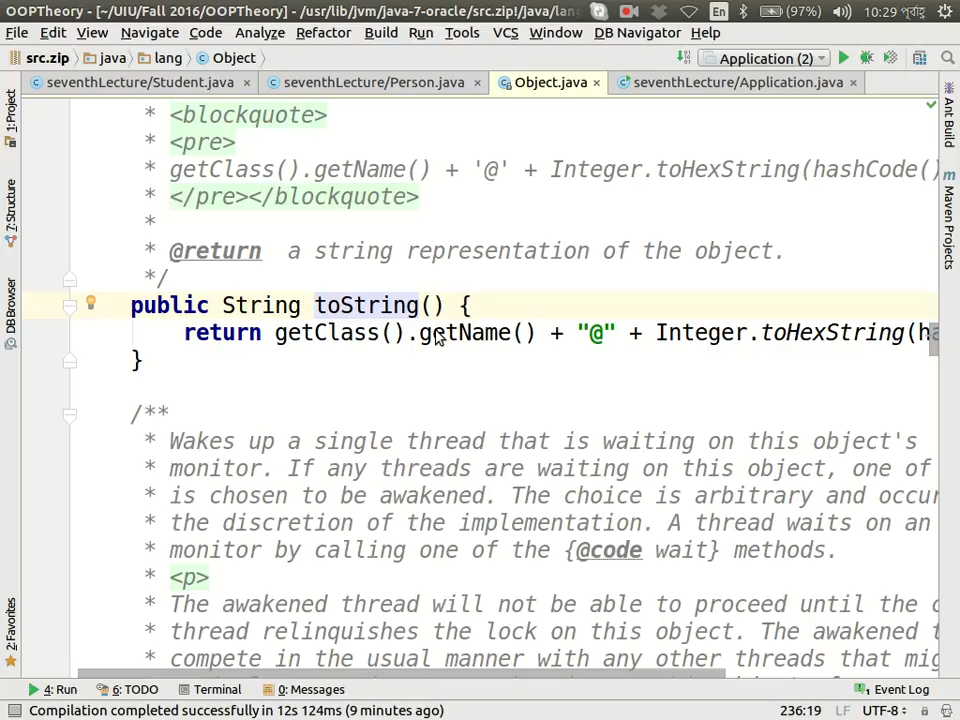 OOPTheory - [~/UIU/Fall 2016/OOPTheory] - /usr/lib/jvm/java-7-oracle/src.zip!/java/lang
En (97%) 10:29 পূর্বাহ্ণ
File Edit View Navigate Code Analyze Refactor Build Run Tools VCS Window DB Navigator Help
src.zip java lang Object Application (2)
seventhLecture/Student.java seventhLecture/Person.java Object.java seventhLecture/Application.java
1:Project
7:Structure
DB Browser
2:Favorites
* <blockquote>
* <pre>
* getClass().getName() + '@' + Integer.toHexString(hashCode()
* </pre></blockquote>
*
* @return a string representation of the object.
*/
public String toString() {
return getClass().getName() + "@" + Integer.toHexString(ha
}
/**
* Wakes up a single thread that is waiting on this object's
* monitor. If any threads are waiting on this object, one of
* is chosen to be awakened. The choice is arbitrary and occur
* the discretion of the implementation. A thread waits on an
* monitor by calling one of the {@code wait} methods.
* <p>
* The awakened thread will not be able to proceed until the c
* thread relinquishes the lock on this object. The awakened t
* compete in the usual manner with any other threads that mig
Ant Build
Maven Projects
4: Run 6: TODO Terminal 0: Messages Event Log
Compilation completed successfully in 12s 124ms (9 minutes ago) 236:19 LF UTF-8